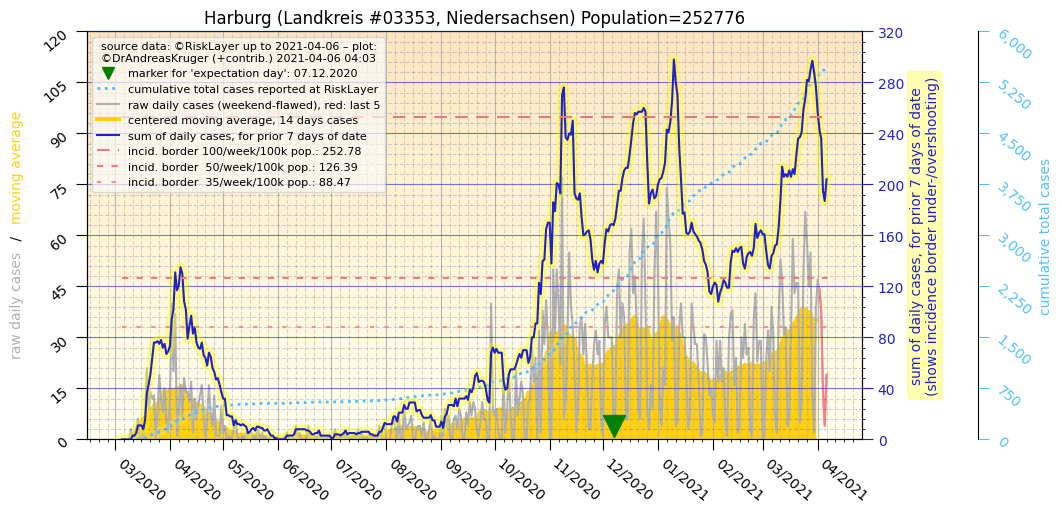 Harburg (Landkreis #03353, Niedersachsen) Population=252776
source data: ©RiskLayer up to 2021-04-06 – plot:
©DrAndreasKruger (+contrib.) 2021-04-06 04:03
marker for 'expectation day': 07.12.2020
cumulative total cases reported at RiskLayer
raw daily cases (weekend-flawed), red: last 5
centered moving average, 14 days cases
sum of daily cases, for prior 7 days of date
incid. border 100/week/100k pop.: 252.78
incid. border  50/week/100k pop.: 126.39
incid. border  35/week/100k pop.: 88.47
raw daily cases / moving average
120
105
90
75
60
45
30
15
0
03/2020
04/2020
05/2020
06/2020
07/2020
08/2020
09/2020
10/2020
11/2020
12/2020
01/2021
02/2021
03/2021
04/2021
320
280
240
200
160
120
80
40
0
sum of daily cases, for prior 7 days of date
(shows incidence border under-/overshooting)
6,000
5,250
4,500
3,750
3,000
2,250
1,500
750
0
cumulative total cases